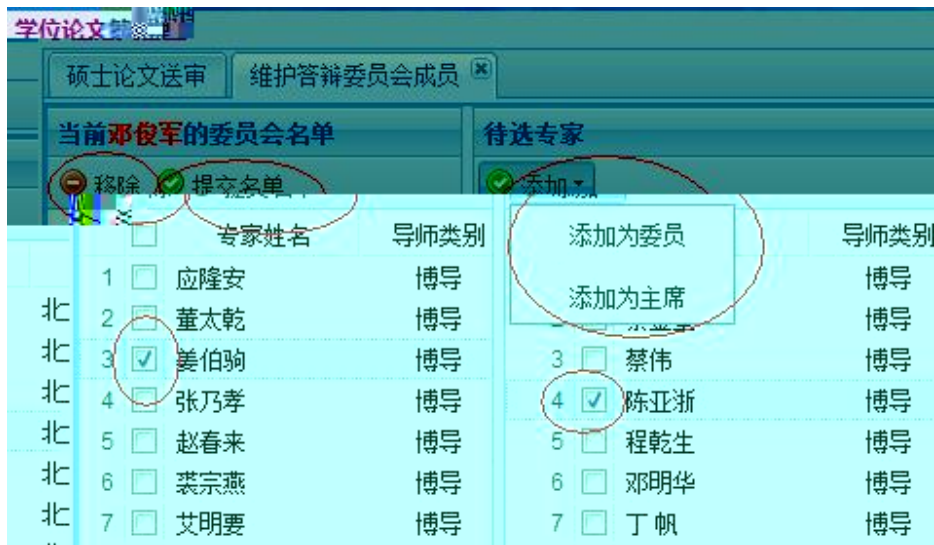 学位论文
硕士论文送审 维护答辩委员会成员
当前邓俊军的委员会名单
移除 提交名单
专家姓名 导师类别
1 应隆安 博导
2 董太乾 博导
3 姜伯驹 博导
4 张乃孝 博导
5 赵春来 博导
6 裘宗燕 博导
7 艾明要 博导
待选专家
添加
添加为委员
添加为主席
导师类别
博导
博导
3 蔡伟 博导
4 陈亚浙 博导
5 程乾生 博导
6 邓明华 博导
7 丁帆 博导
北
北
北
北
北
北